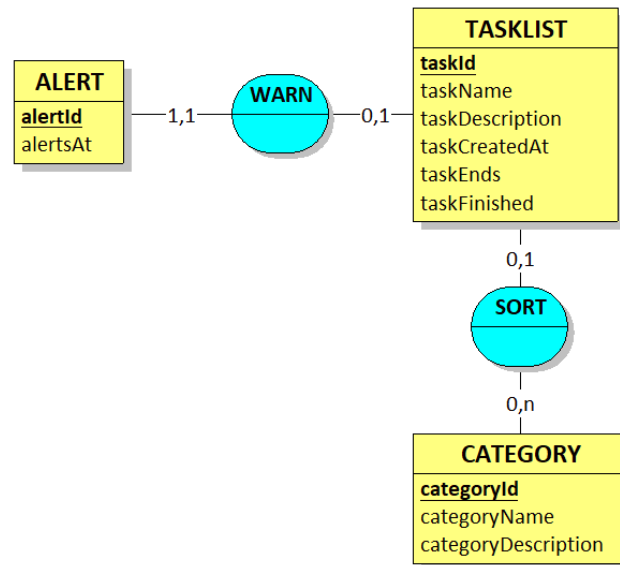 ALERT
alertId
alertsAt
1,1
WARN
0,1
TASKLIST
taskId
taskName
taskDescription
taskCreatedAt
taskEnds
taskFinished
0,1
SORT
0,n
CATEGORY
categoryId
categoryName
categoryDescription